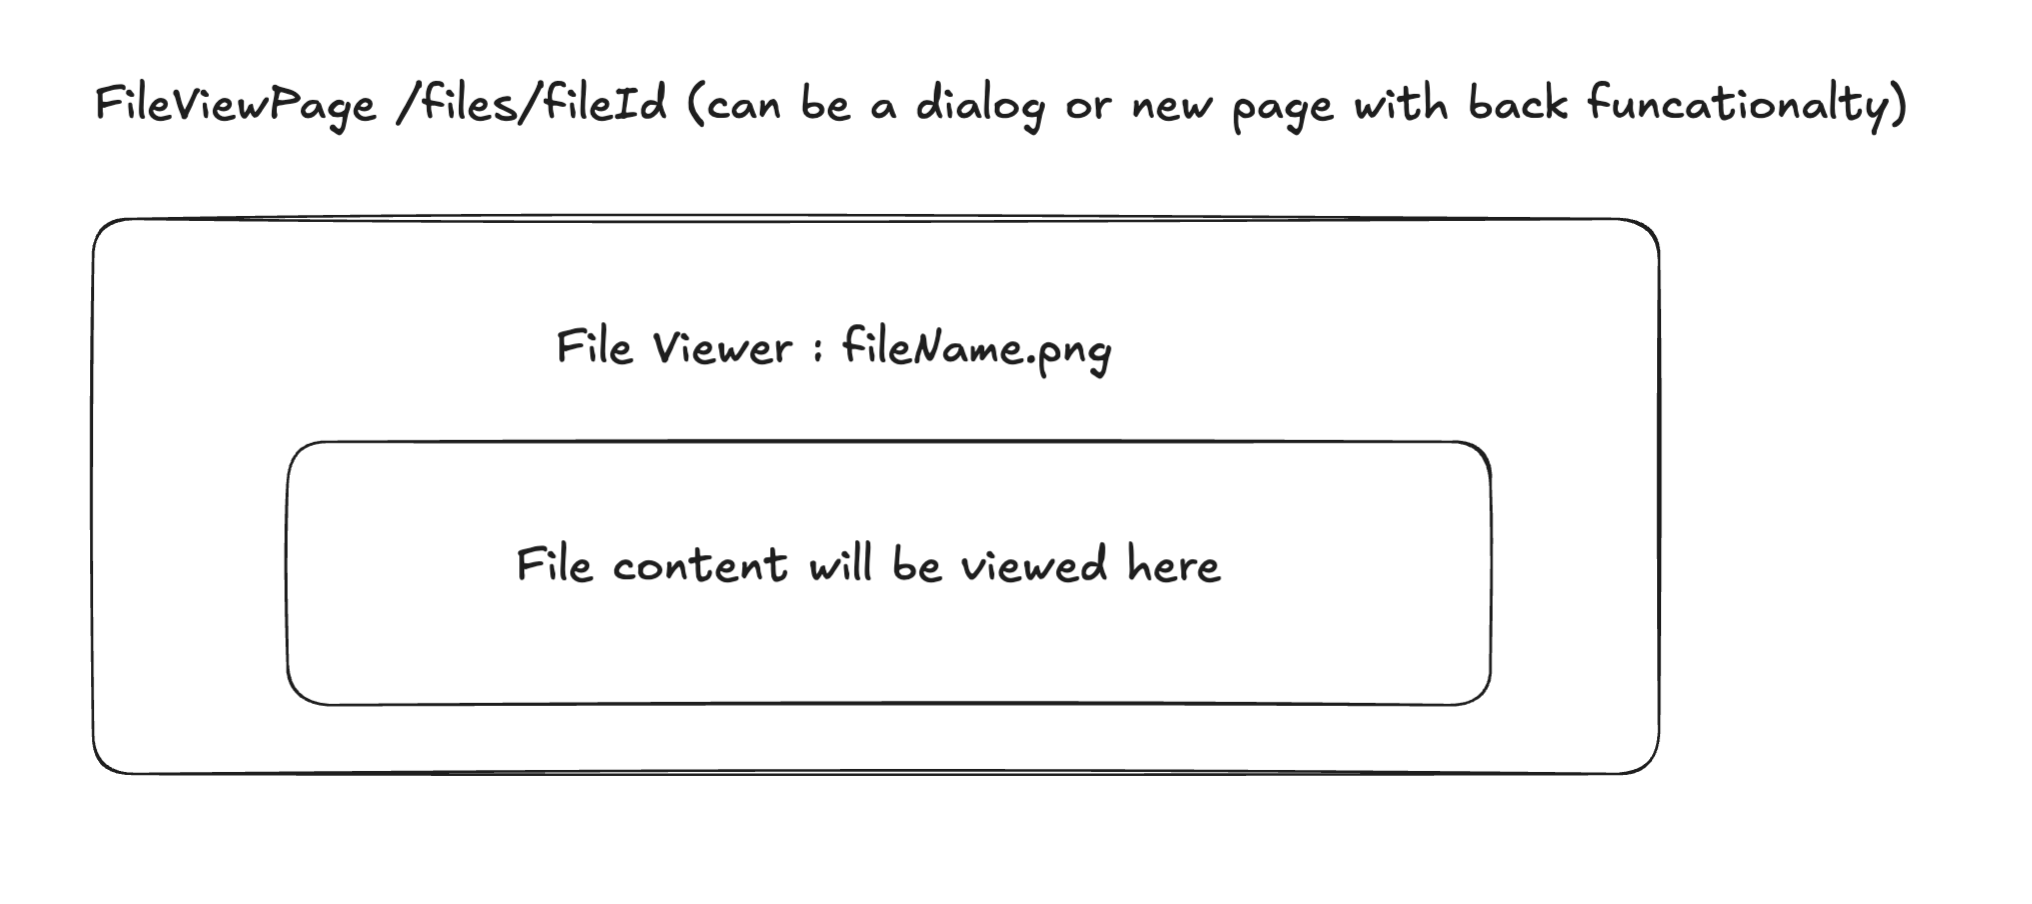 FileViewPage /files/fileId (can be a dialog or new page with back funcationalty)
File Viewer : fileName.png
File content will be viewed here